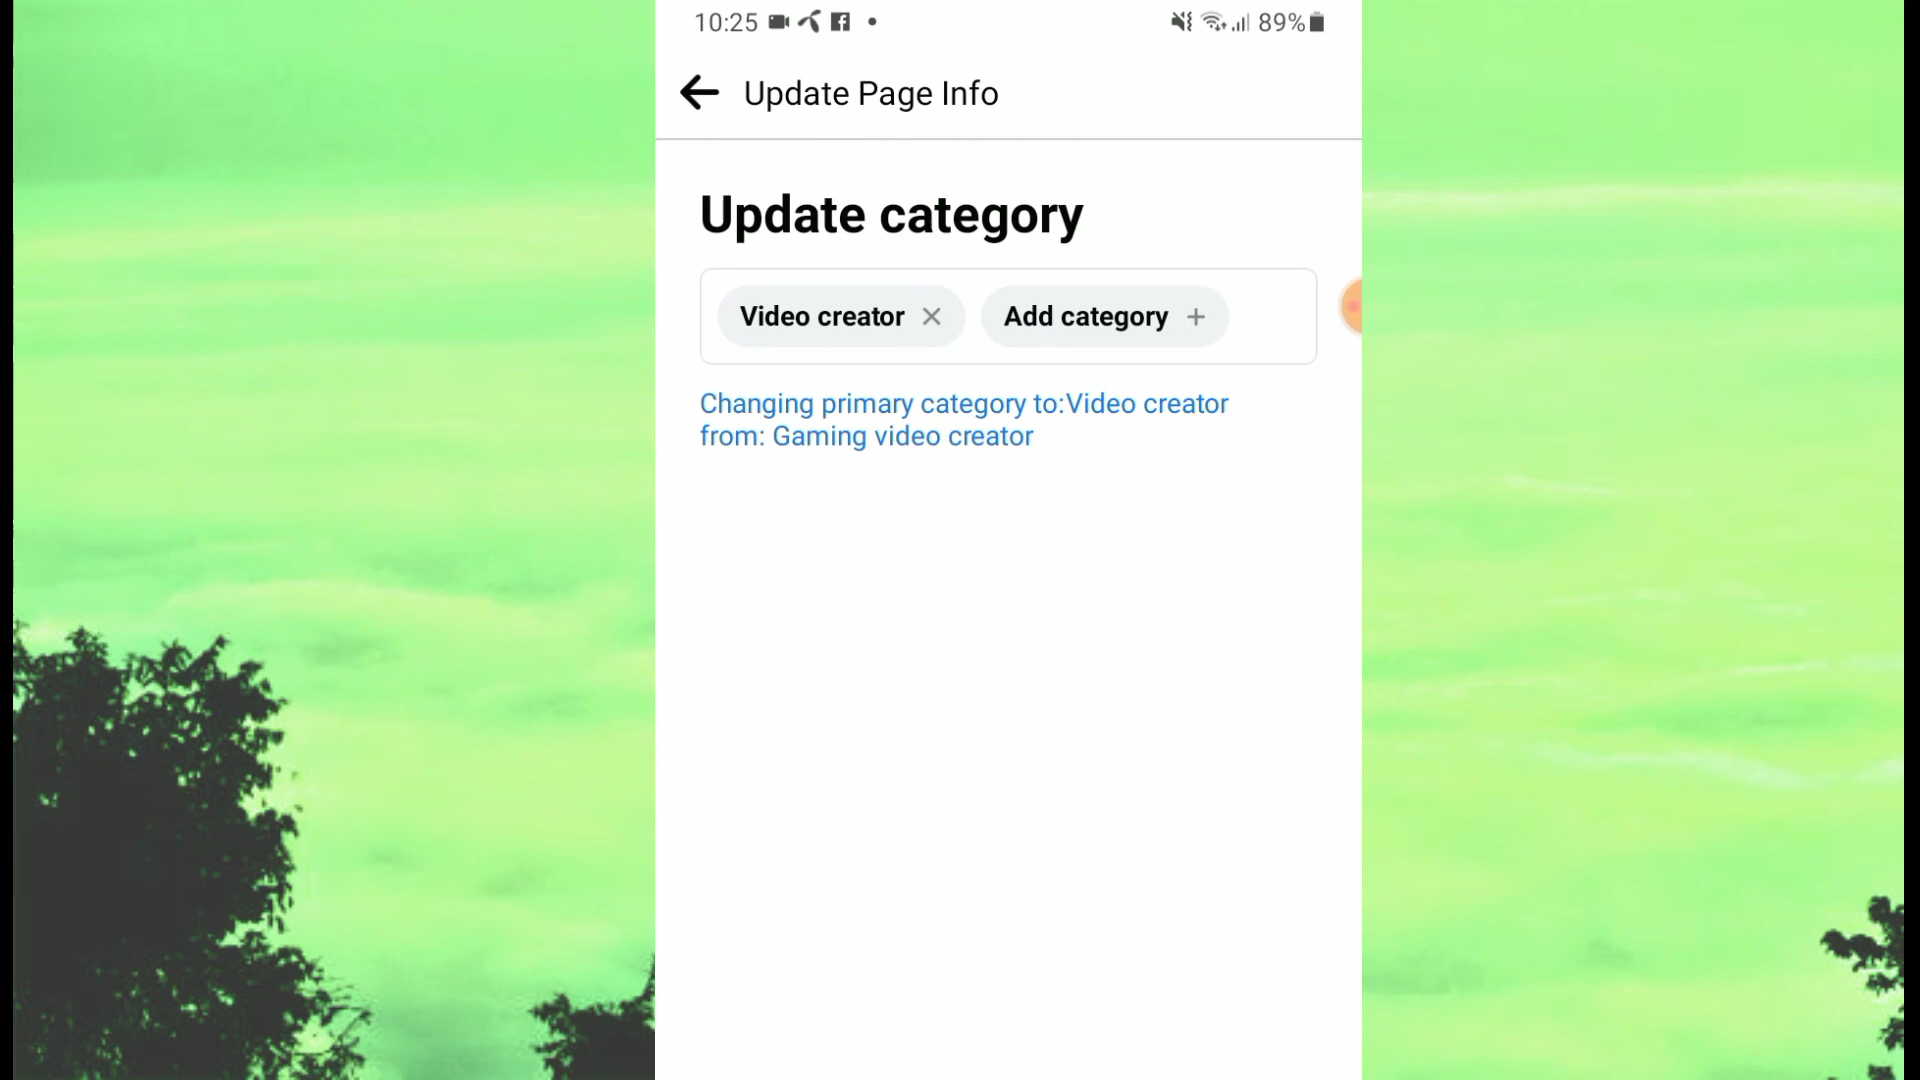 10:25 89%
Update Page Info
Update category
Video creator Add category
Changing primary category to:Video creator
from: Gaming video creator